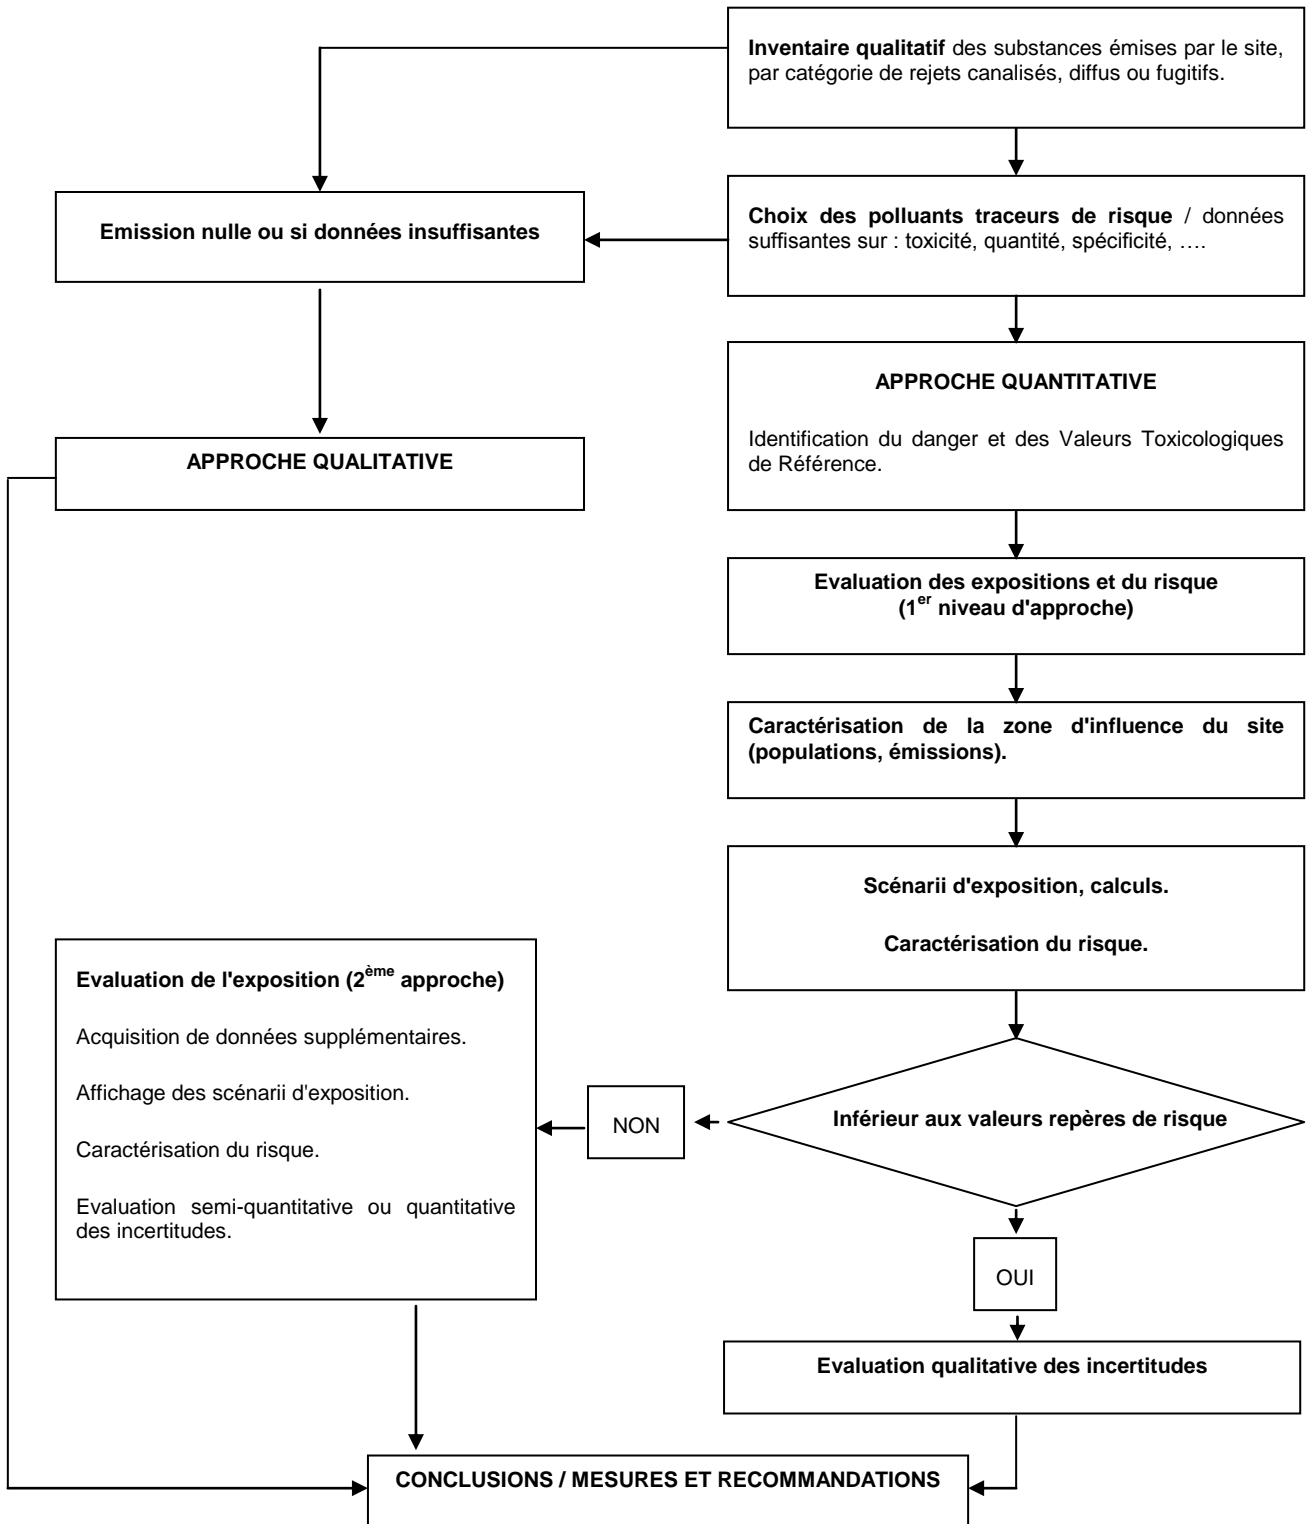 Inventaire qualitatif des substances émises par le site,
par catégorie de rejets canalisés, diffus ou fugitifs.
Emission nulle ou si données insuffisantes
Choix des polluants traceurs de risque / données
suffisantes sur : toxicité, quantité, spécificité, ….
APPROCHE QUANTITATIVE
Identification du danger et des Valeurs Toxicologiques
de Référence.
APPROCHE QUALITATIVE
Evaluation des expositions et du risque
(1er niveau d'approche)
Caractérisation de la zone d'influence du site
(populations, émissions).
Scénarii d'exposition, calculs.
Caractérisation du risque.
Evaluation de l'exposition (2ème approche)
Acquisition de données supplémentaires.
Affichage des scénarii d'exposition.
Caractérisation du risque.
Evaluation semi-quantitative ou quantitative
des incertitudes.
NON
Inférieur aux valeurs repères de risque
OUI
Evaluation qualitative des incertitudes
CONCLUSIONS / MESURES ET RECOMMANDATIONS